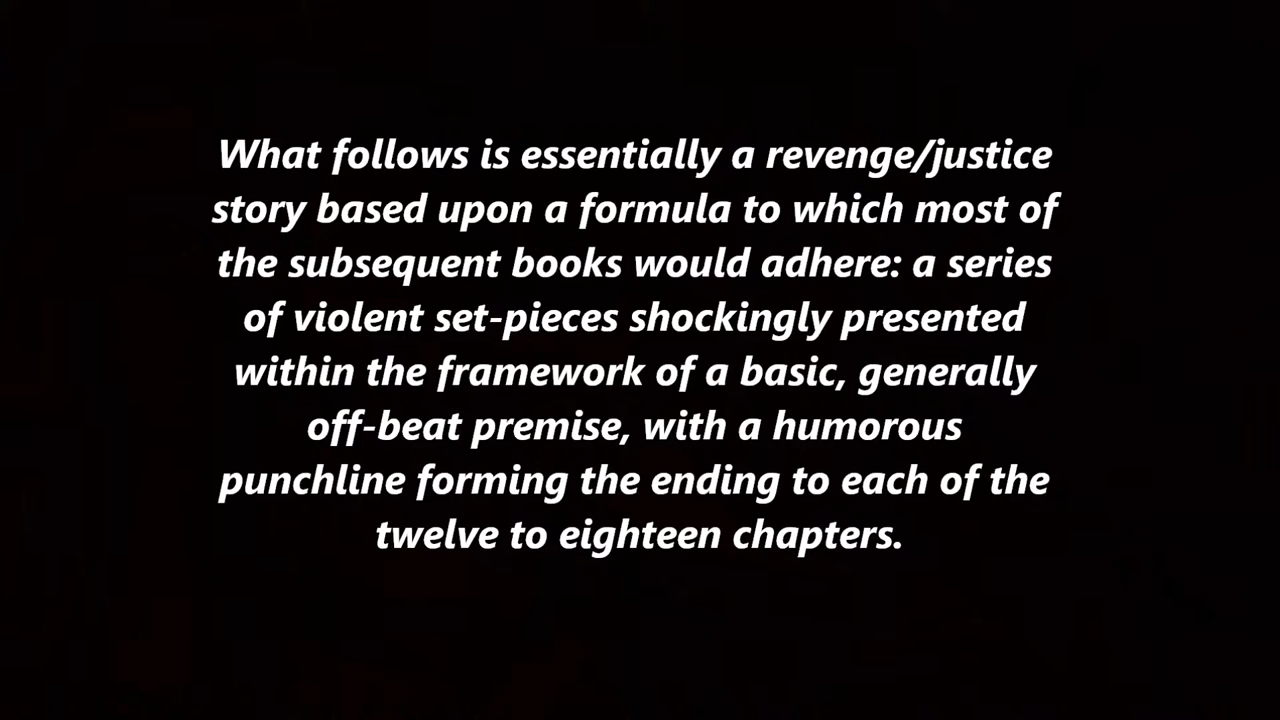 What follows is essentially a revenge/justice
story based upon a formula to which most of
the subsequent books would adhere: a series
of violent set-pieces shockingly presented
within the framework of a basic, generally
off-beat premise, with a humorous
punchline forming the ending to each of the
twelve to eighteen chapters.